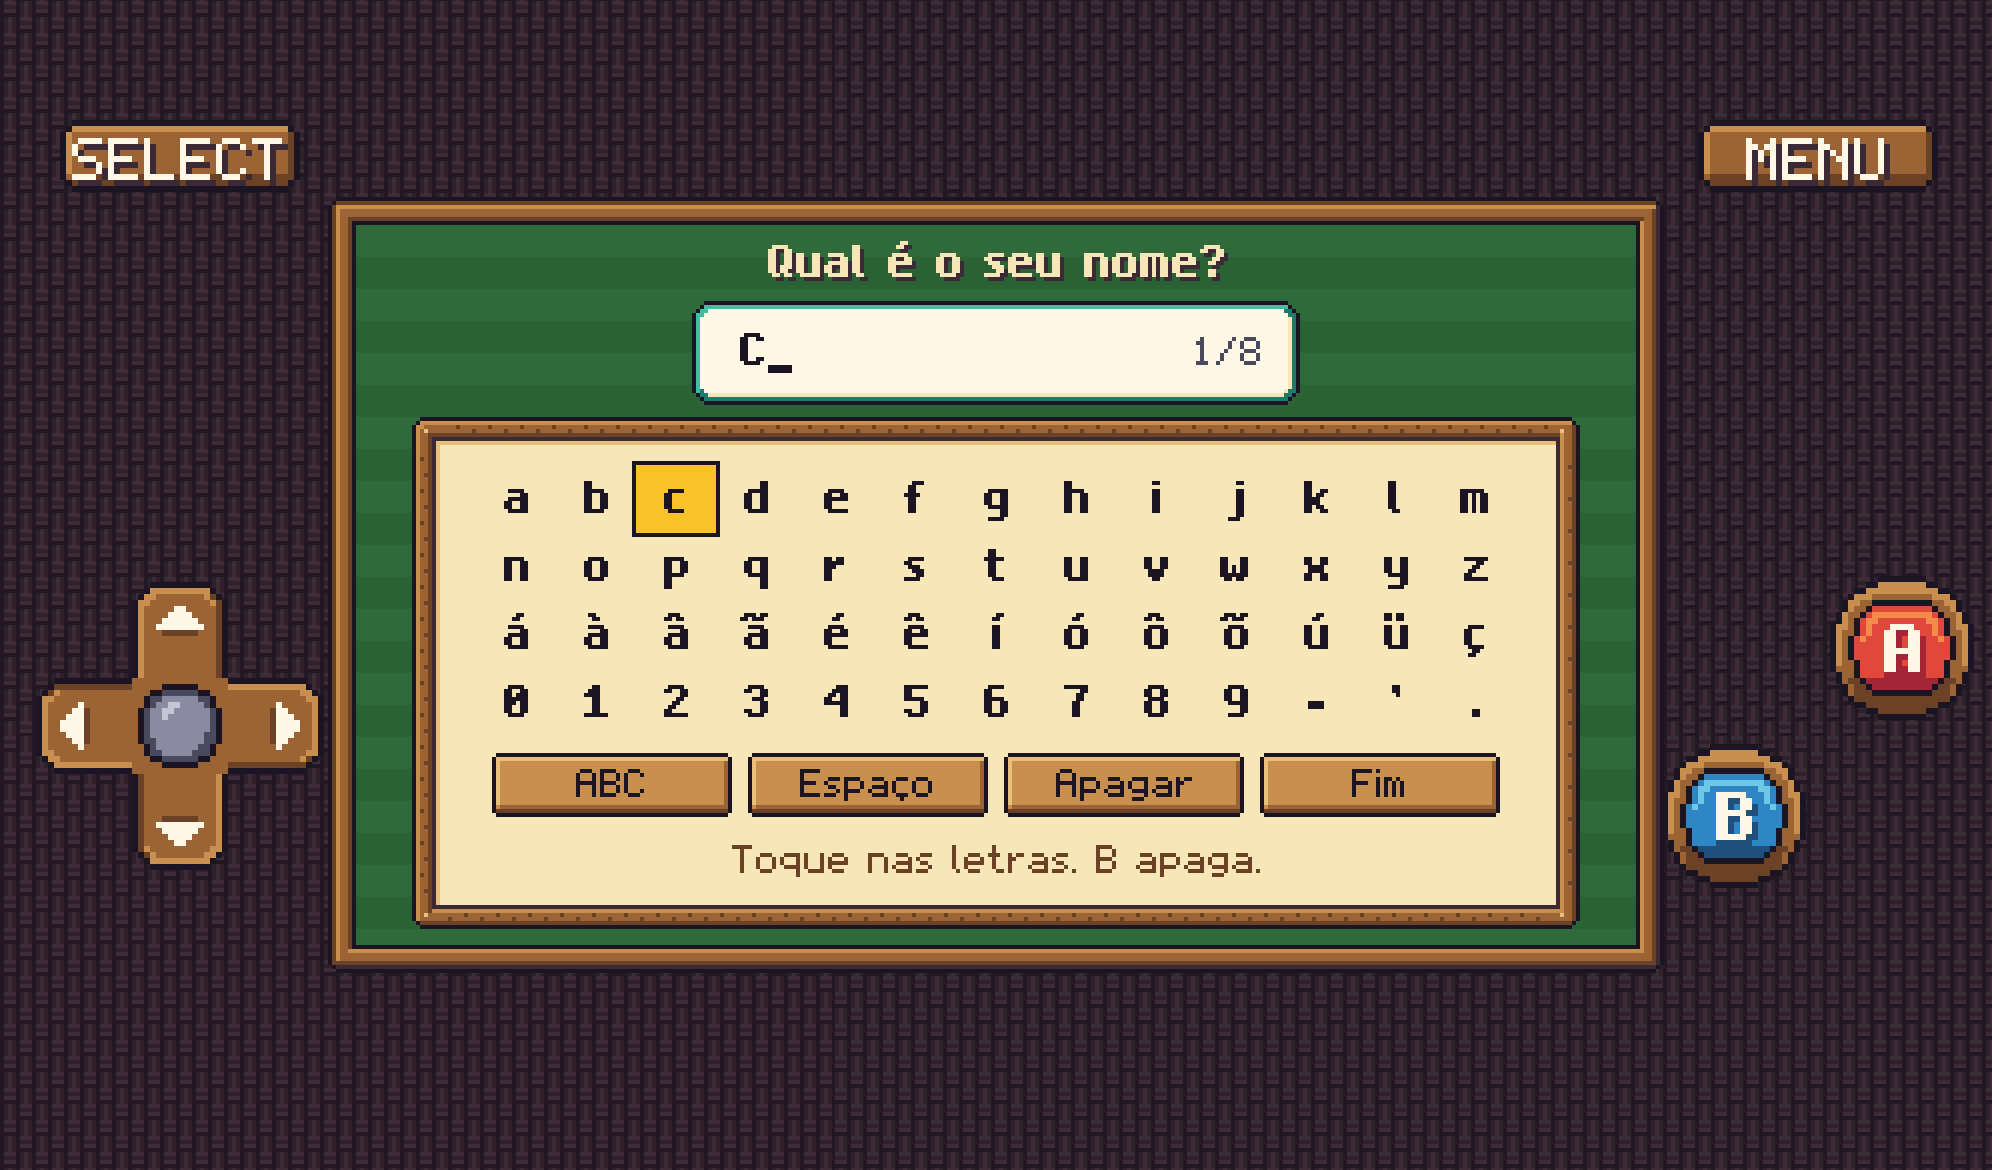 SELECT
MENU
Qual é o seu nome?
C_ 1/8
a b c d e f g h i j k l m
n o p q r s t u v w x y z
á à â ã é ê í ó ô õ ú ü ç
0 1 2 3 4 5 6 7 8 9 - ' .
ABC Espaço Apagar Fim
Toque nas letras. B apaga.
A
B